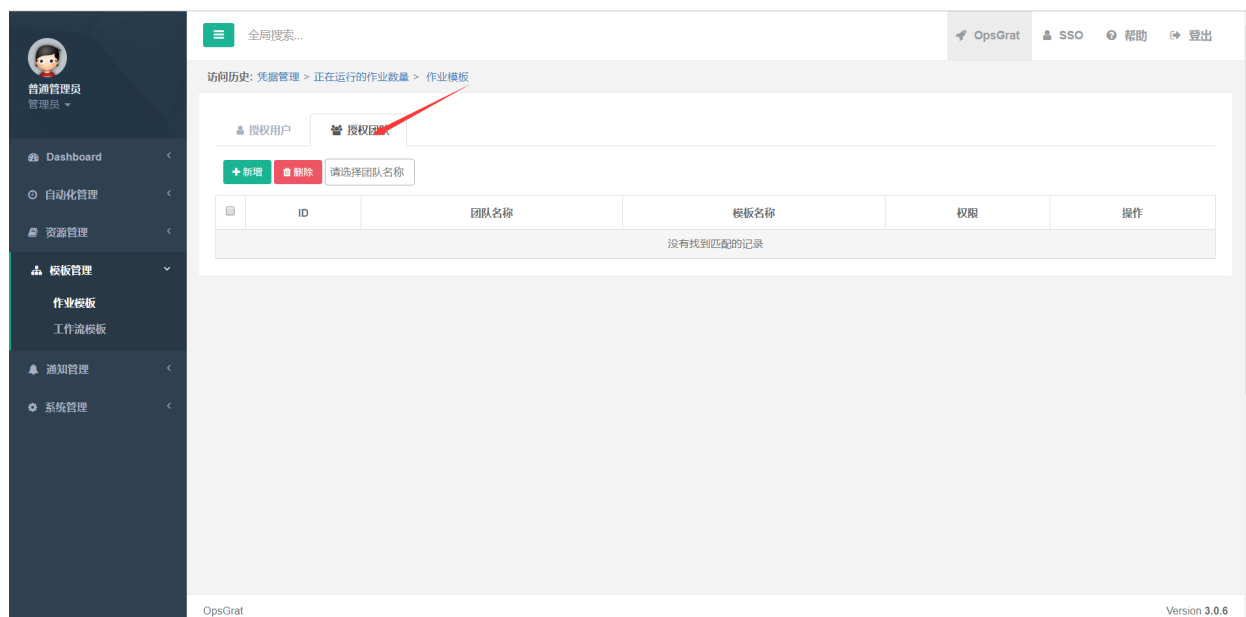 全局搜索...
OpsGrat
SSO
帮助
登出
普通管理员
管理员
访问历史: 凭据管理 > 正在运行的作业数量 > 作业模板
授权用户
授权团队
新增
删除
请选择团队名称
ID
团队名称
模板名称
权限
操作
没有找到匹配的记录
Dashboard
自动化管理
资源管理
模板管理
作业模板
工作流模板
通知管理
系统管理
OpsGrat
Version 3.0.6